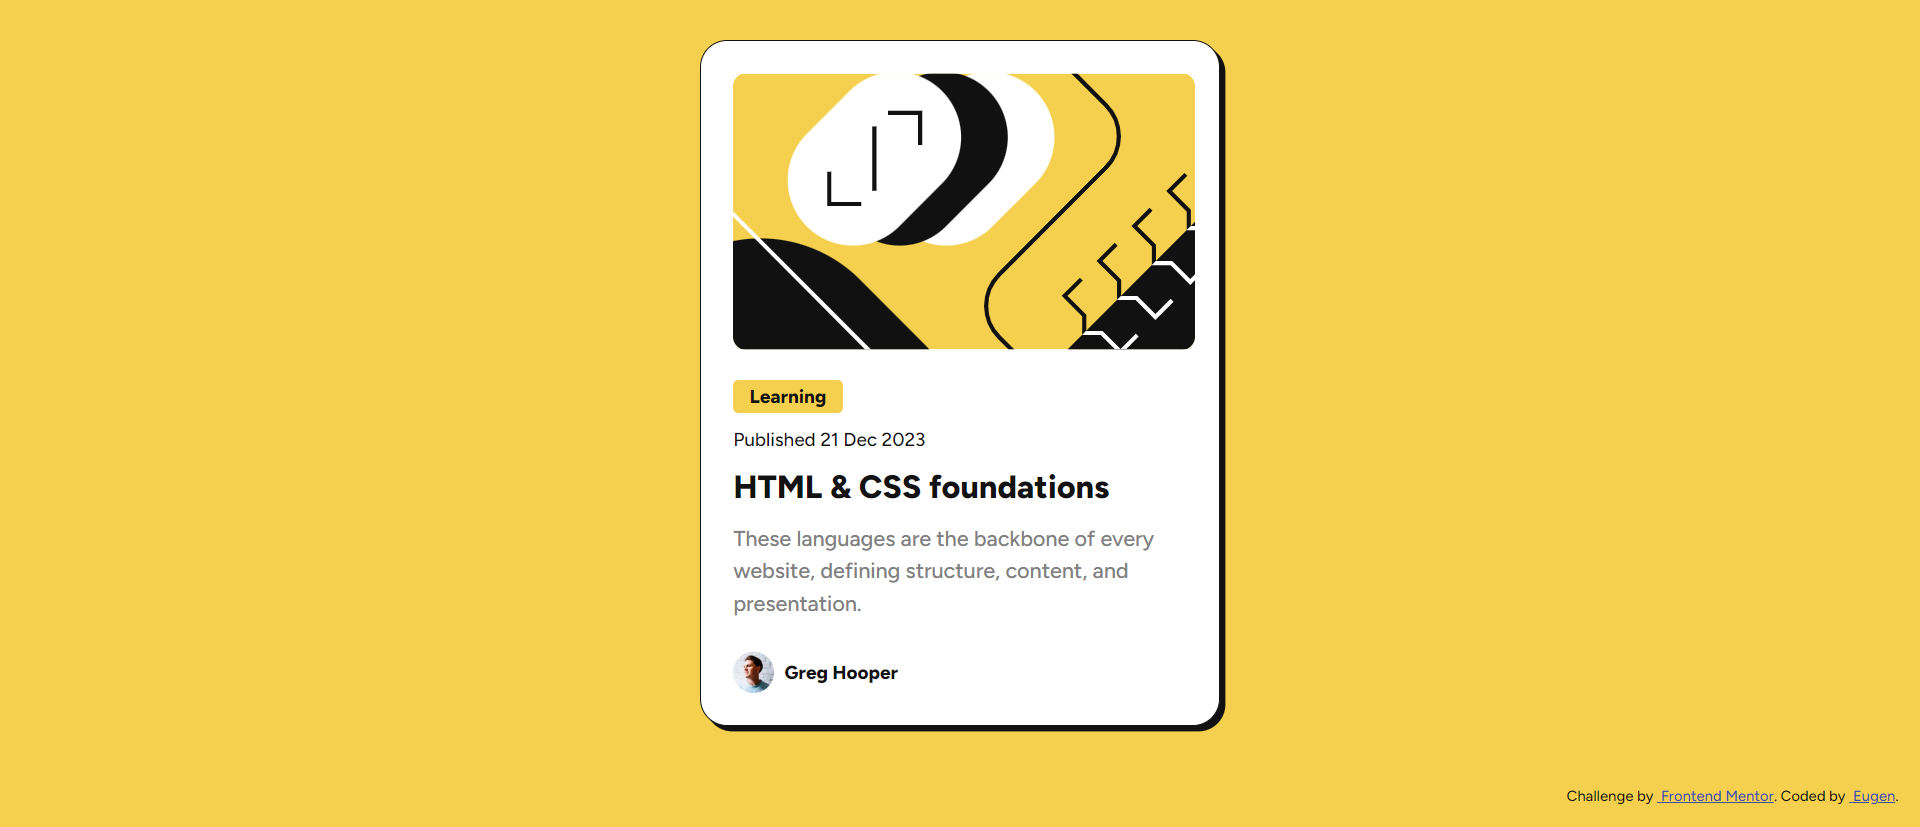 Learning
Published 21 Dec 2023
HTML & CSS foundations
These languages are the backbone of every
website, defining structure, content, and
presentation.
Greg Hooper
Challenge by Frontend Mentor. Coded by Eugen.